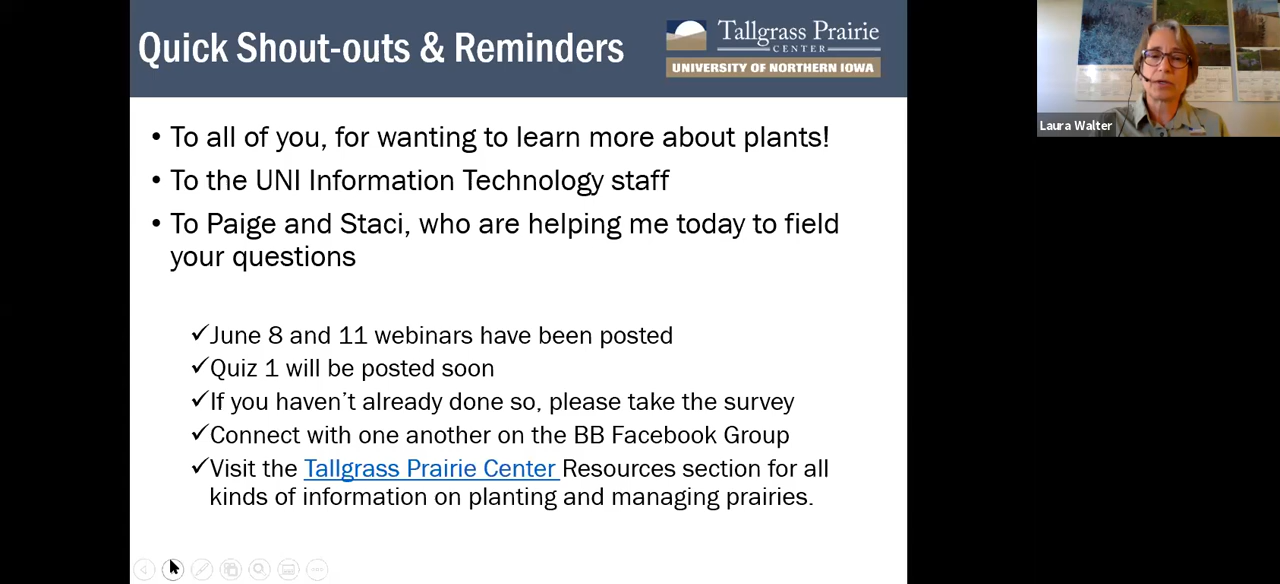 Quick Shout-outs & Reminders
Tallgrass Prairie
CENTER
UNIVERSITY OF NORTHERN IOWA
• To all of you, for wanting to learn more about plants!
• To the UNI Information Technology staff
• To Paige and Staci, who are helping me today to field
your questions
✓June 8 and 11 webinars have been posted
✓Quiz 1 will be posted soon
✓If you haven't already done so, please take the survey
✓Connect with one another on the BB Facebook Group
✓Visit the Tallgrass Prairie Center Resources section for all
kinds of information on planting and managing prairies.
Laura Walter